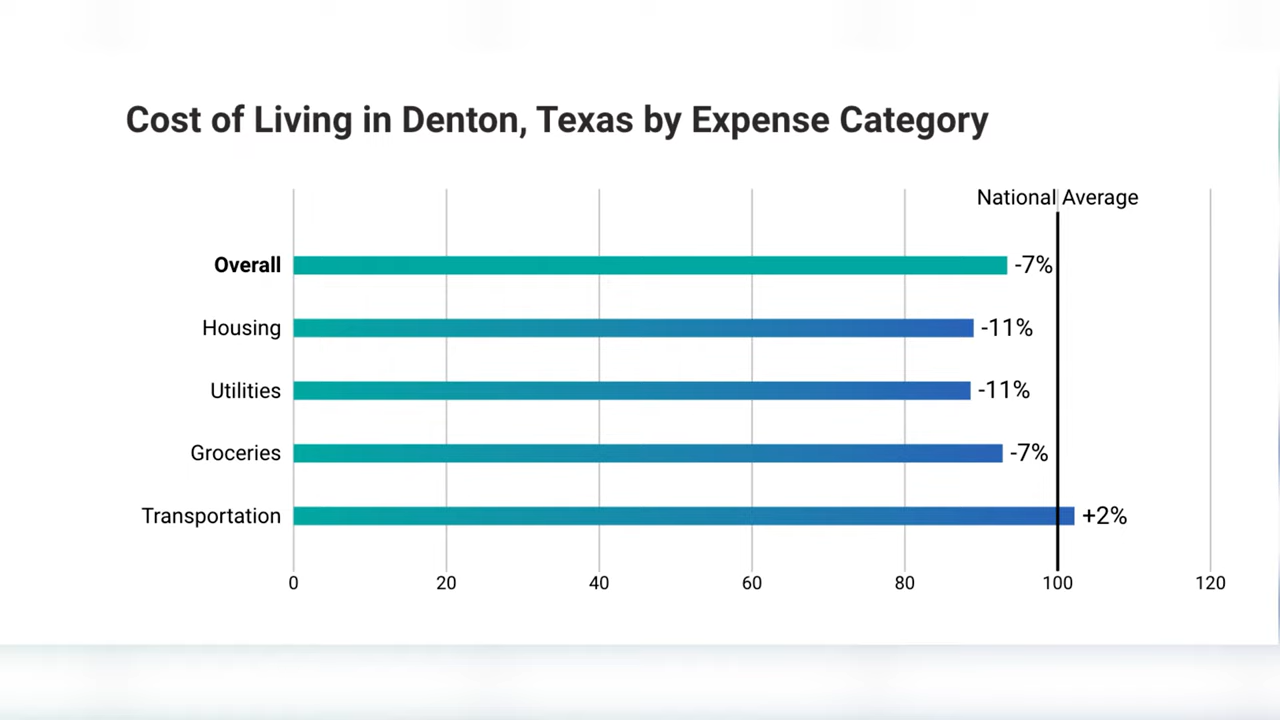 Cost of Living in Denton, Texas by Expense Category
National Average
Overall -7%
Housing -11%
Utilities -11%
Groceries -7%
Transportation +2%
0 20 40 60 80 100 120